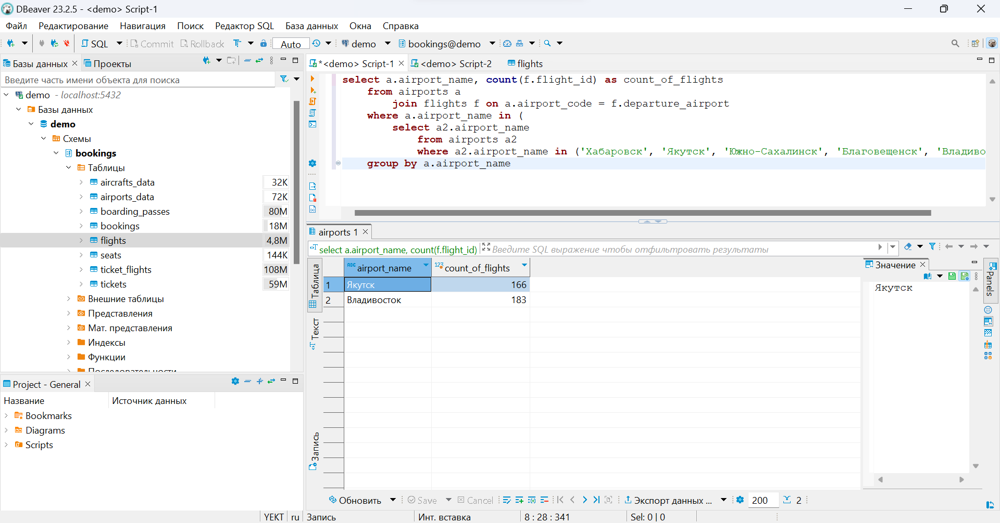 DBeaver 23.2.5 - <demo> Script-1
Файл Редактирование Навигация Поиск Редактор SQL База данных Окна Справка
SQL Commit Rollback Auto demo bookings@demo
Базы данных Проекты
Введите часть имени объекта для поиска
demo - localhost:5432
Базы данных
demo
Схемы
bookings
Таблицы
aircrafts_data 32K
airports_data 72K
boarding_passes 80M
bookings 18M
flights 4,8M
seats 144K
ticket_flights 108M
tickets 59M
Внешние таблицы
Представления
Мат. представления
Индексы
Функции
Последовательности
Project - General
Название Источник данных
Bookmarks
Diagrams
Scripts
*<demo> Script-1 <demo> Script-2 flights
select a.airport_name, count(f.flight_id) as count_of_flights
from airports a
join flights f on a.airport_code = f.departure_airport
where a.airport_name in (
select a2.airport_name
from airports a2
where a2.airport_name in ('Хабаровск', 'Якутск', 'Южно-Сахалинск', 'Благовещенск', 'Владиво
group by a.airport_name
airports 1
select a.airport_name, count(f.flight_id) Введите SQL выражение чтобы отфильтровать результаты
Таблица
Текст
Запись
airport_name count_of_flights
1 Якутск 166
2 Владивосток 183
Значение
Якутск
Panels
Обновить Save Cancel Экспорт данных ... 200 2
YEKT ru Запись Инт. вставка 8 : 28 : 341 Sel: 0 | 0